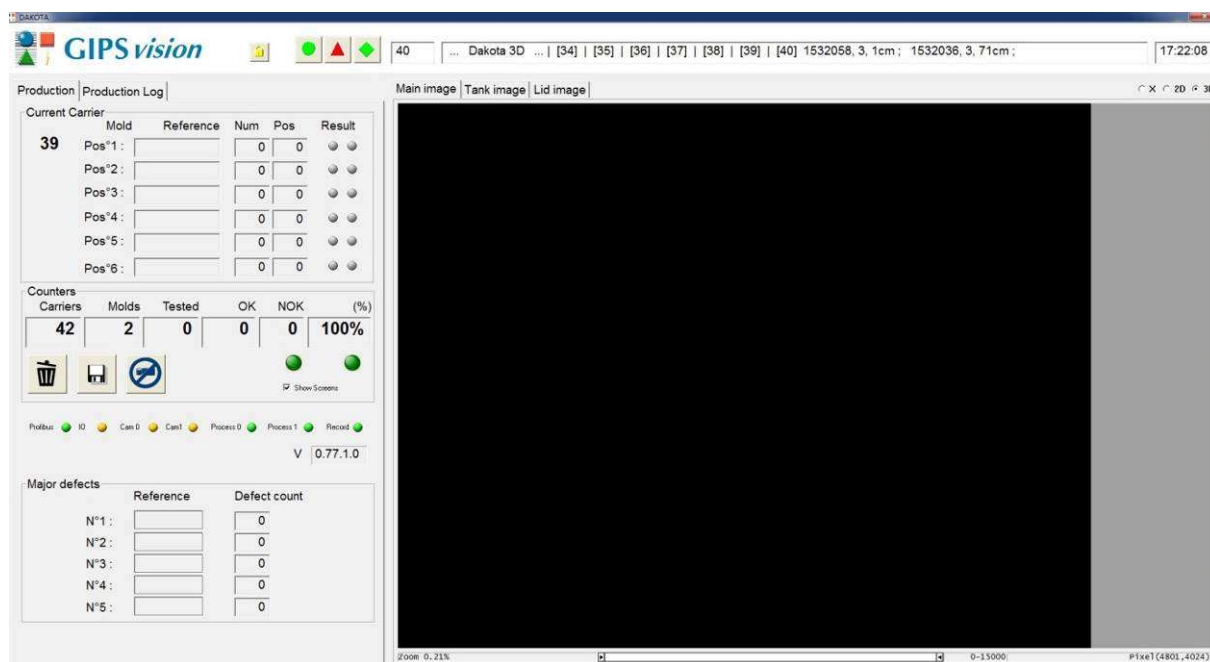 DAKOTA
GIPS vision
40
... Dakota 3D ... | [34] | [35] | [36] | [37] | [38] | [39] | [40] 1532058, 3, 1cm ; 1532036, 3, 71cm ;
17:22:08
Production Production Log
Main image Tank image Lid image
X 2D
Current Carrier
Mold Reference Num Pos Result
39 Pos°1 : 0 0
Pos°2 : 0 0
Pos°3 : 0 0
Pos°4 : 0 0
Pos°5 : 0 0
Pos°6 : 0 0
Counters
Carriers Molds Tested OK NOK (%)
42 2 0 0 0 100%
Show Screens
Profibus IO Cam 0 Cam1 Process 0 Process 1 Record
V 0.77.1.0
Major defects
Reference Defect count
N°1 : 0
N°2 : 0
N°3 : 0
N°4 : 0
N°5 : 0
Zoom 0.21% 0-15000 Pixel(4801,4024)